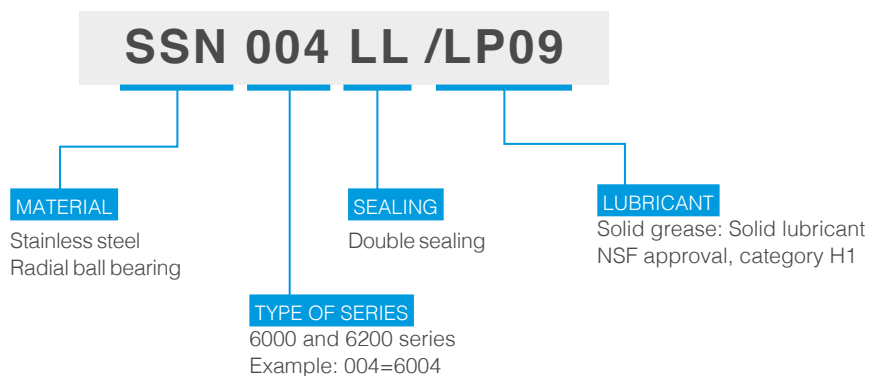 SSN 004 LL /LP09
MATERIAL
Stainless steel
Radial ball bearing
SEALING
Double sealing
LUBRICANT
Solid grease: Solid lubricant
NSF approval, category H1
TYPE OF SERIES
6000 and 6200 series
Example: 004=6004